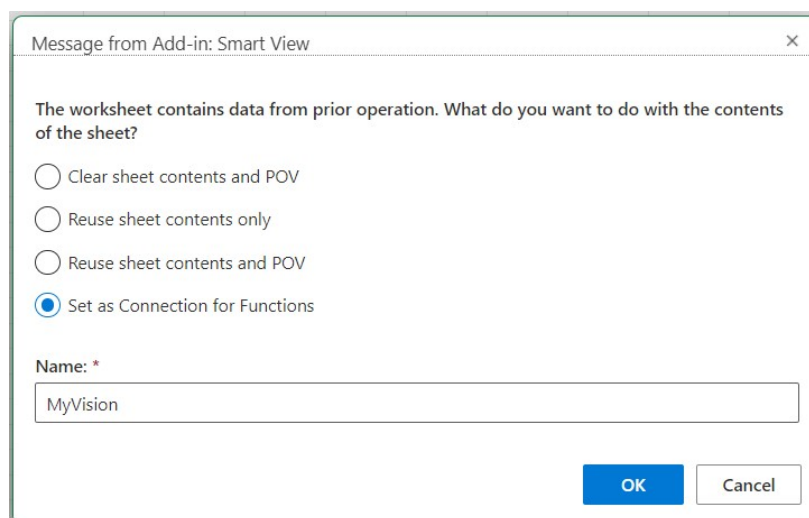 Message from Add-in: Smart View
The worksheet contains data from prior operation. What do you want to do with the contents
of the sheet?
Clear sheet contents and POV
Reuse sheet contents only
Reuse sheet contents and POV
Set as Connection for Functions
Name: *
MyVision
OK Cancel